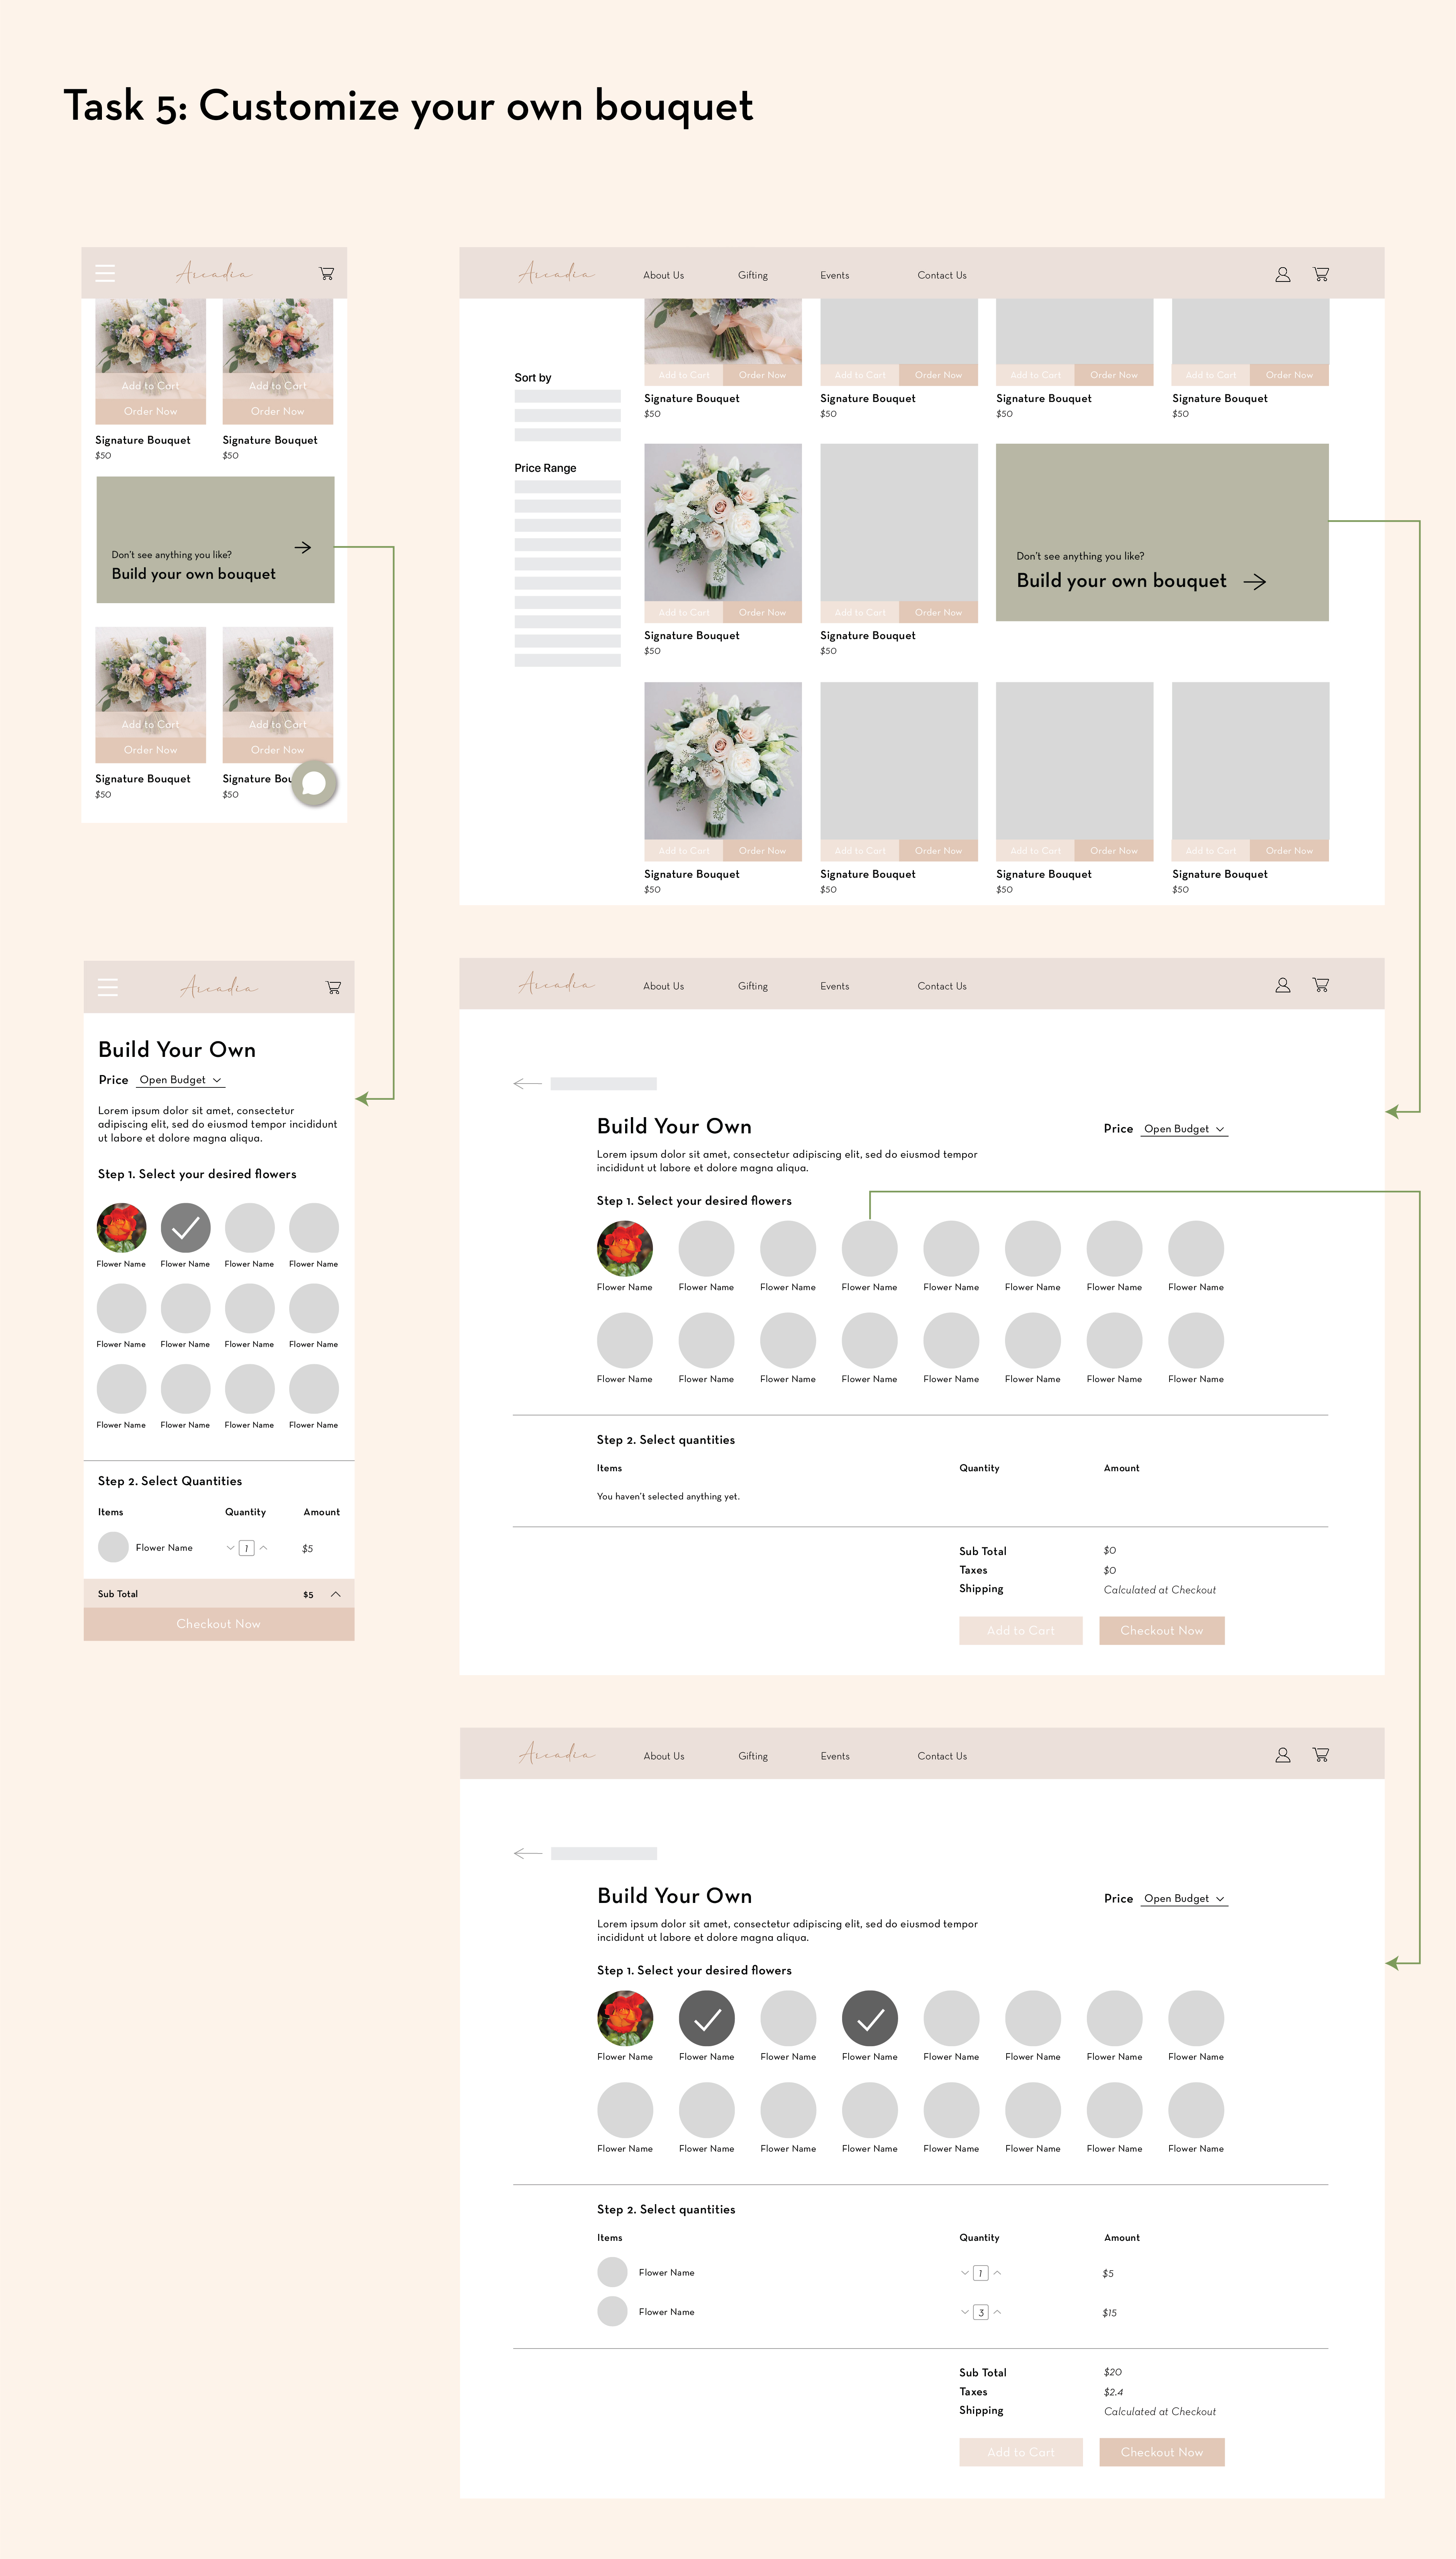 Task 5: Customize your own bouquet
Arcadia
Add to Cart Add to Cart
Order Now Order Now
Signature Bouquet Signature Bouquet
$50 $50
Don't see anything you like?
Build your own bouquet
Add to Cart Add to Cart
Order Now Order Now
Signature Bouquet Signature Bou
$50 $50
Arcadia About Us Gifting Events Contact Us
Add to Cart Order Now Add to Cart Order Now Add to Cart Order Now Add to Cart Order Now
Signature Bouquet Signature Bouquet Signature Bouquet Signature Bouquet
$50 $50 $50 $50
Sort by
Price Range
Don't see anything you like?
Build your own bouquet
Add to Cart Order Now Add to Cart Order Now
Signature Bouquet Signature Bouquet
$50 $50
Add to Cart Order Now Add to Cart Order Now Add to Cart Order Now Add to Cart Order Now
Signature Bouquet Signature Bouquet Signature Bouquet Signature Bouquet
$50 $50 $50 $50
Arcadia
Build Your Own
Price Open Budget
Lorem ipsum dolor sit amet, consectetur
adipiscing elit, sed do eiusmod tempor incididunt
ut labore et dolore magna aliqua.
Step 1. Select your desired flowers
Flower Name Flower Name Flower Name Flower Name
Flower Name Flower Name Flower Name Flower Name
Flower Name Flower Name Flower Name Flower Name
Step 2. Select Quantities
Items Quantity Amount
Flower Name 1 $5
Sub Total $5
Checkout Now
Arcadia About Us Gifting Events Contact Us
Build Your Own Price Open Budget
Lorem ipsum dolor sit amet, consectetur adipiscing elit, sed do eiusmod tempor
incididunt ut labore et dolore magna aliqua.
Step 1. Select your desired flowers
Flower Name Flower Name Flower Name Flower Name Flower Name Flower Name Flower Name Flower Name
Flower Name Flower Name Flower Name Flower Name Flower Name Flower Name Flower Name Flower Name
Step 2. Select quantities
Items Quantity Amount
You haven't selected anything yet.
Sub Total $0
Taxes $0
Shipping Calculated at Checkout
Add to Cart Checkout Now
Arcadia About Us Gifting Events Contact Us
Build Your Own Price Open Budget
Lorem ipsum dolor sit amet, consectetur adipiscing elit, sed do eiusmod tempor
incididunt ut labore et dolore magna aliqua.
Step 1. Select your desired flowers
Flower Name Flower Name Flower Name Flower Name Flower Name Flower Name Flower Name Flower Name
Flower Name Flower Name Flower Name Flower Name Flower Name Flower Name Flower Name Flower Name
Step 2. Select quantities
Items Quantity Amount
Flower Name 1 $5
Flower Name 3 $15
Sub Total $20
Taxes $2.4
Shipping Calculated at Checkout
Add to Cart Checkout Now